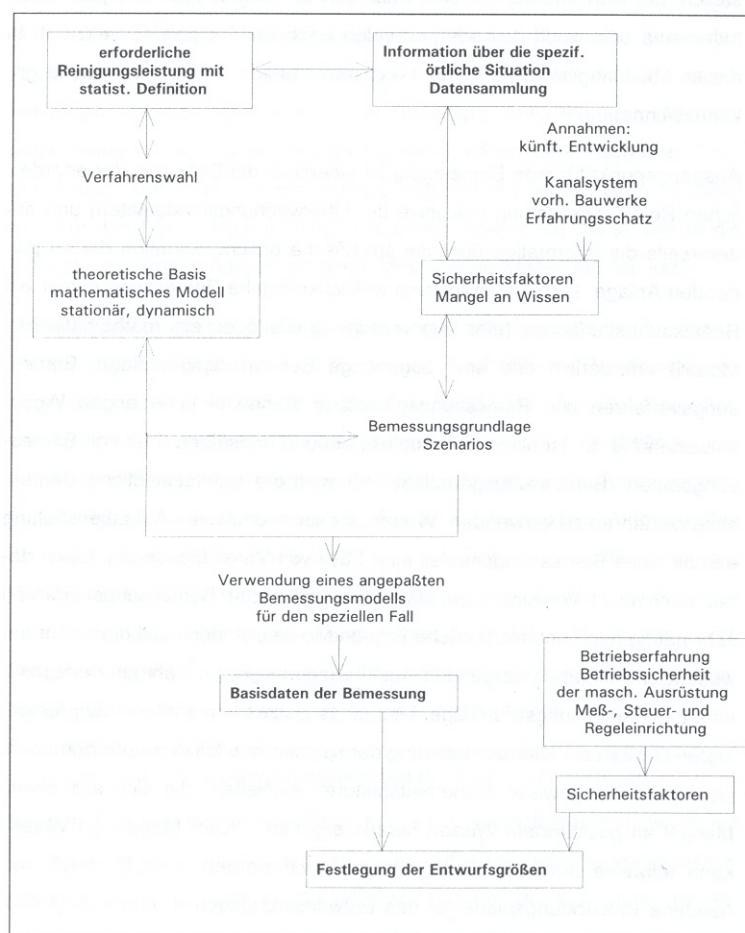 erforderliche
Reinigungsleistung mit
statist. Definition
Information über die spezif.
örtliche Situation
Datensammlung
Annahmen:
künft. Entwicklung
Verfahrenswahl
Kanalsystem
vorh. Bauwerke
Erfahrungsschatz
theoretische Basis
mathematisches Modell
stationär, dynamisch
Sicherheitsfaktoren
Mangel an Wissen
Bemessungsgrundlage
Szenarios
Verwendung eines angepaßten
Bemessungsmodells
für den speziellen Fall
Basisdaten der Bemessung
Betriebserfahrung
Betriebssicherheit
der masch. Ausrüstung
Meß-, Steuer- und
Regeleinrichtung
Sicherheitsfaktoren
Festlegung der Entwurfsgrößen